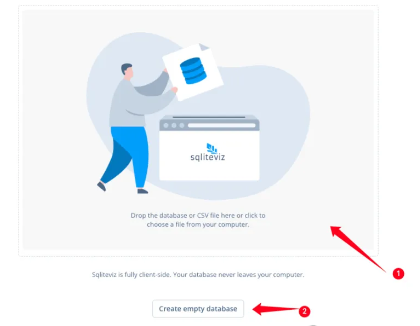 sqliteviz
Drop the database or CSV file here or click to
choose a file from your computer.
1
Sqliteviz is fully client-side. Your database never leaves your computer.
Create empty database
2